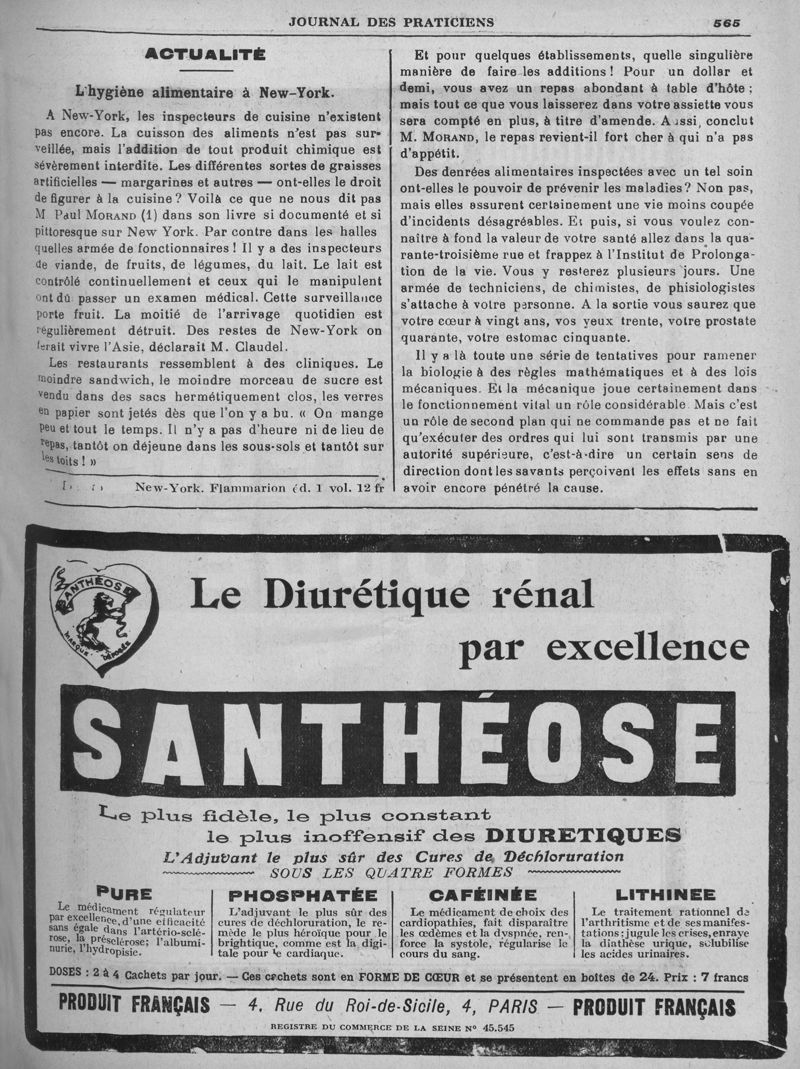 JOURNAL DES PRATICIENS 565
ACTUALITÉ
L'hygiène alimentaire à New-York.
A New-York, les inspecteurs de cuisine n'existent
pas encore. La cuisson des aliments n'est pas sur-
veillée, mais l'addition de tout produit chimique est
sévèrement interdite. Les différentes sortes de graisses
artificielles — margarines et autres — ont-elles le droit
de figurer à la cuisine ? Voilà ce que ne nous dit pas
M Paul MORAND (1) dans son livre si documenté et si
pittoresque sur New York. Par contre dans les halles
quelles armée de fonctionnaires ! Il y a des inspecteurs
de viande, de fruits, de légumes, du lait. Le lait est
contrôlé continuellement et ceux qui le manipulent
ont dû passer un examen médical. Cette surveillance
porte fruit. La moitié de l'arrivage quotidien est
régulièrement détruit. Des restes de New-York on
ferait vivre l'Asie, déclarait M. Claudel.
Les restaurants ressemblent à des cliniques. Le
moindre sandwich, le moindre morceau de sucre est
vendu dans des sacs hermétiquement clos, les verres
en papier sont jetés dès que l'on y a bu. « On mange
peu et tout le temps. Il n'y a pas d'heure ni de lieu de
repas, tantôt on déjeune dans les sous-sols et tantôt sur
les toits ! »
New-York. Flammarion éd. 1 vol. 12 fr
Et pour quelques établissements, quelle singulière
manière de faire les additions ! Pour un dollar et
demi, vous avez un repas abondant à table d'hôte ;
mais tout ce que vous laisserez dans votre assiette vous
sera compté en plus, à titre d'amende. Aussi, conclut
M. MORAND, le repas revient-il fort cher à qui n'a pas
d'appétit.
Des denrées alimentaires inspectées avec un tel soin
ont-elles le pouvoir de prévenir les maladies ? Non pas,
mais elles assurent certainement une vie moins coupée
d'incidents désagréables. Et puis, si vous voulez con-
naître à fond la valeur de votre santé allez dans la qua-
rante-troisième rue et frappez à l'Institut de Prolonga-
tion de la vie. Vous y resterez plusieurs jours. Une
armée de techniciens, de chimistes, de phisiologistes
s'attache à votre personne. A la sortie vous saurez que
votre cœur à vingt ans, vos yeux trente, votre prostate
quarante, votre estomac cinquante.
Il y a là toute une série de tentatives pour ramener
la biologie à des règles mathématiques et à des lois
mécaniques. Et la mécanique joue certainement dans
le fonctionnement vital un rôle considérable. Mais c'est
un rôle de second plan qui ne commande pas et ne fait
qu'exécuter des ordres qui lui sont transmis par une
autorité supérieure, c'est-à-dire un certain sens de
direction dont les savants perçoivent les effets sans en
avoir encore pénétré la cause.
SANTHÉOSE
MARQUE DÉPOSÉE
Le Diurétique rénal
par excellence
SANTHÉOSE
Le plus fidèle, le plus constant
le plus inoffensif des DIURETIQUES
L'Adjuvant le plus sûr des Cures de Déchloruration
SOUS LES QUATRE FORMES
PURE
Le médicament régulateur
par excellence, d'une efficacité
sans égale dans l'artério-sclé-
rose, la présclérose ; l'albumi-
nurie, l'hydropisie.
PHOSPHATÉE
L'adjuvant le plus sûr des
cures de déchloruration, le re-
mède le plus héroïque pour le
brightique, comme est la digi-
tale pour le cardiaque.
CAFÉINÉE
Le médicament de choix des
cardiopathies, fait disparaître
les œdèmes et la dyspnée, ren-
force la systole, régularise le
cours du sang.
LITHINEE
Le traitement rationnel de
l'arthritisme et de ses manifes-
tations ; jugule les crises, enraye
la diathèse urique, solubilise
les acides urinaires.
DOSES : 2 à 4 Cachets par jour. — Ces cachets sont en FORME DE CŒUR et se présentent en boîtes de 24. Prix : 7 francs
PRODUIT FRANÇAIS — 4, Rue du Roi-de-Sicile, 4, PARIS — PRODUIT FRANÇAIS
REGISTRE DU COMMERCE DE LA SEINE N° 45.545